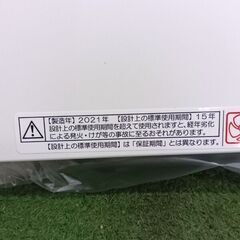 【製造年】2021年 【設計上の標準使用期間】15年
設計上の標準使用期間を超えて使用されますと、経年劣化
による発火・けが等の事故に至るおそれがあります。
【設計上の標準使用期間】は「保証期間」とは異なります。